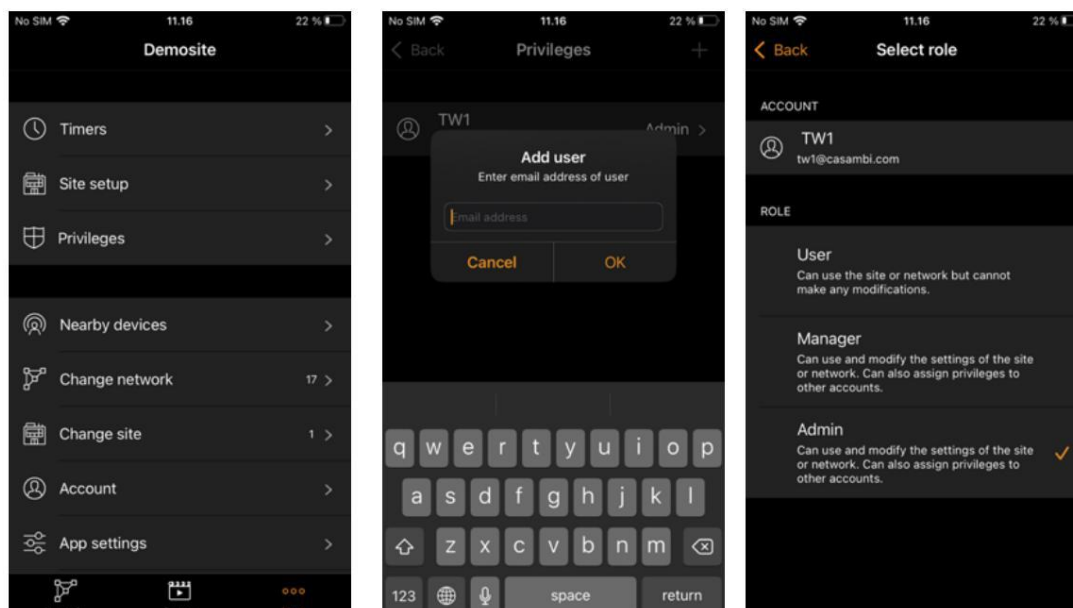 No SIM 11.16 22 %
Demosite
Timers
Site setup
Privileges
Nearby devices
Change network 17
Change site 1
Account
App settings
No SIM 11.16 22 %
Back Privileges
TW1
Admin
Add user
Enter email address of user
Email address
Cancel OK
q w e r t y u i o p
a s d f g h j k l
z x c v b n m
123 space return
No SIM 11.16 22 %
Back Select role
ACCOUNT
TW1
tw1@casambi.com
ROLE
User
Can use the site or network but cannot
make any modifications.
Manager
Can use and modify the settings of the site
or network. Can also assign privileges to
other accounts.
Admin
Can use and modify the settings of the site
or network. Can also assign privileges to
other accounts.